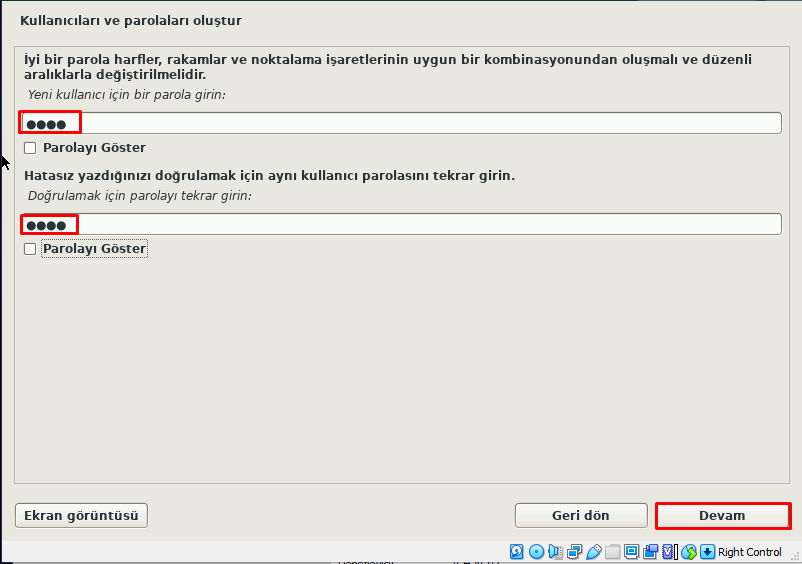 Kullanıcıları ve parolaları oluştur
İyi bir parola harfler, rakamlar ve noktalama işaretlerinin uygun bir kombinasyonundan oluşmalı ve düzenli
aralıklarla değiştirilmelidir.
Yeni kullanıcı için bir parola girin:
●●●●
Parolayı Göster
Hatasız yazdığınızı doğrulamak için aynı kullanıcı parolasını tekrar girin.
Doğrulamak için parolayı tekrar girin:
●●●●
Parolayı Göster
Ekran görüntüsü
Geri dön
Devam
Right Control